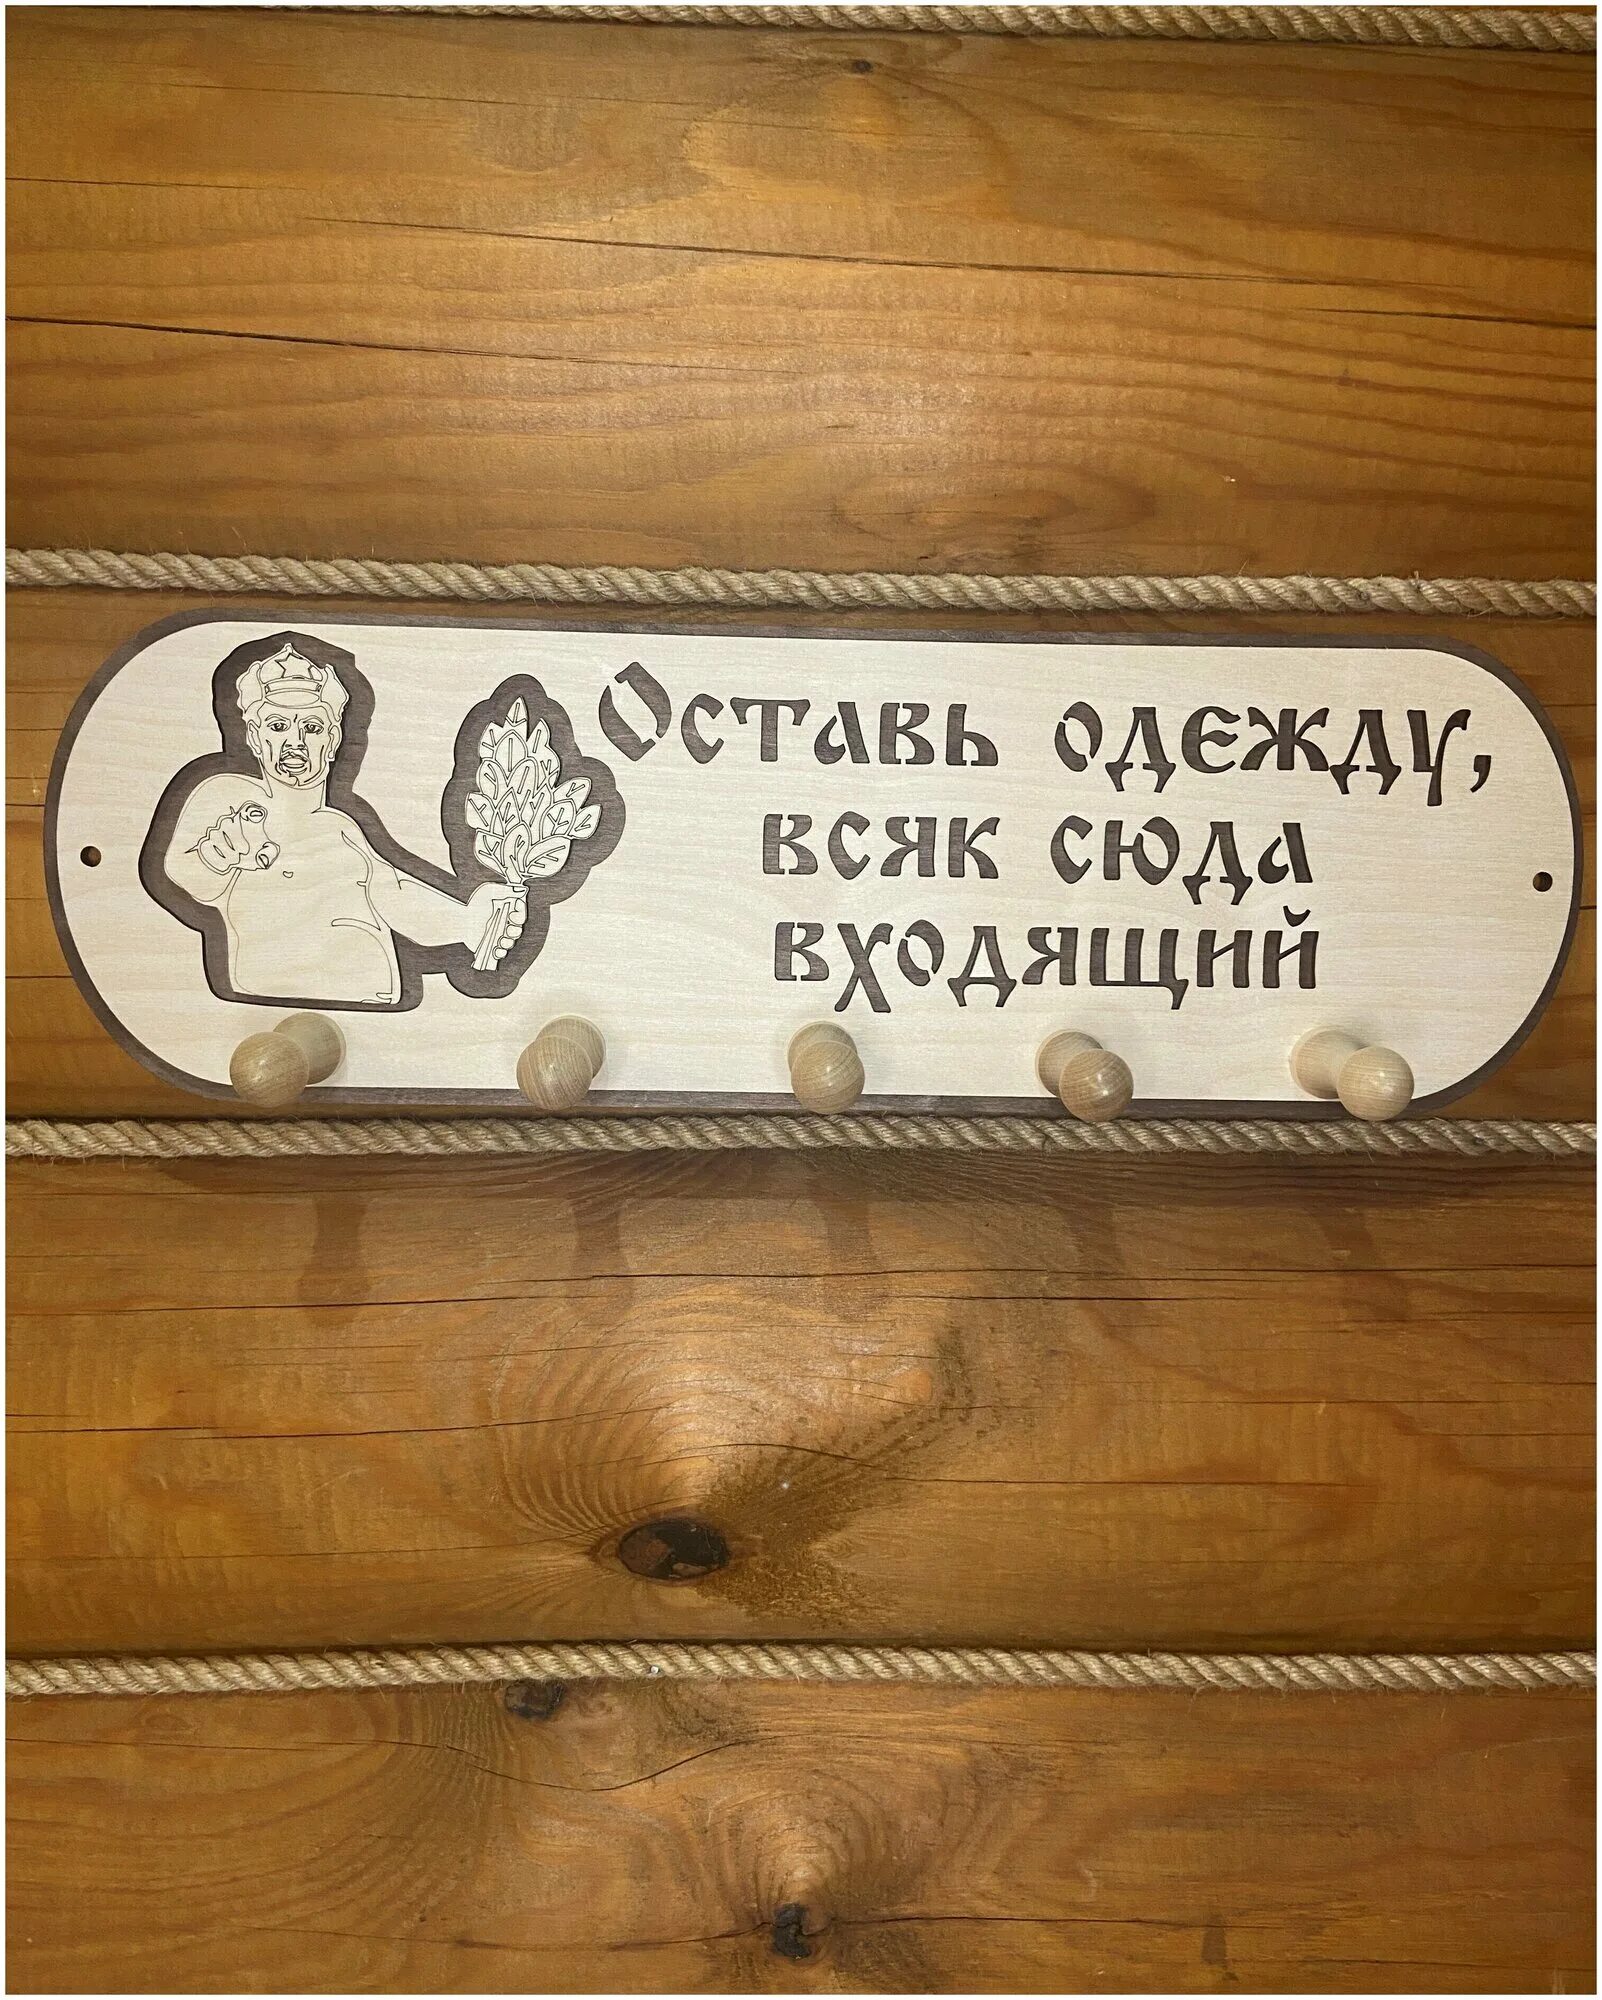 Оставь одежду,
всяк сюда
входящий